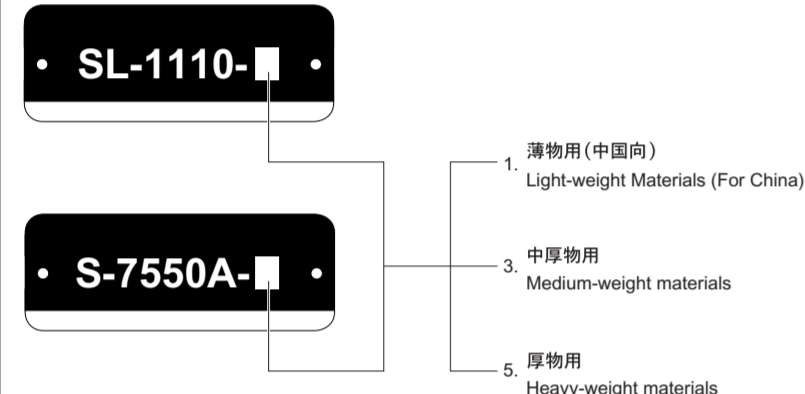 SL-1110-
S-7550A-
1. 薄物用(中国向)
Light-weight Materials (For China)
3. 中厚物用
Medium-weight materials
5. 厚物用
Heavy-weight materials